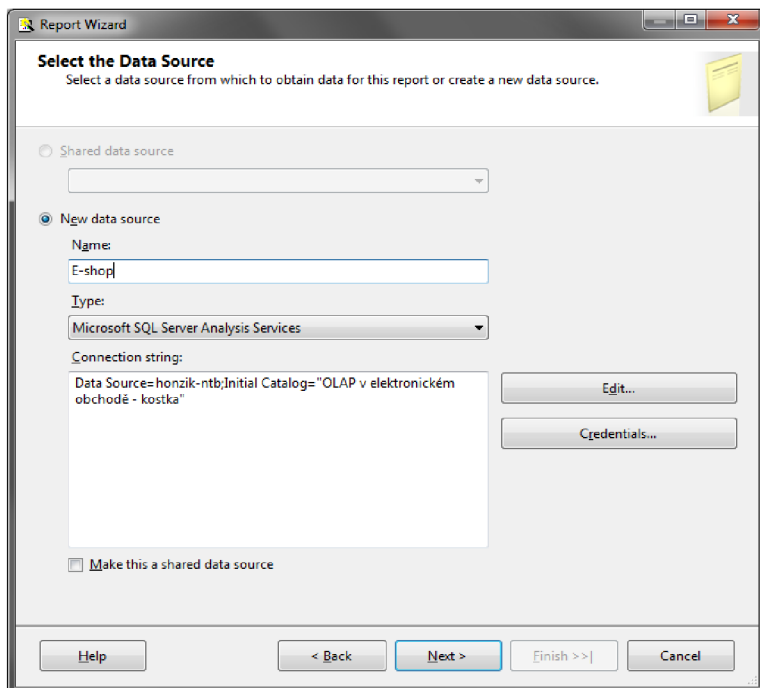 Report Wizard
Select the Data Source
Select a data source from which to obtain data for this report or create a new data source.
Shared data source
New data source
Name:
E-shop
Type:
Microsoft SQL Server Analysis Services
Connection string:
Data Source=honzik-ntb;Initial Catalog="OLAP v elektronickém
obchodě - kostka"
Edit...
Credentials...
Make this a shared data source
Help
< Back
Next >
Finish >>|
Cancel